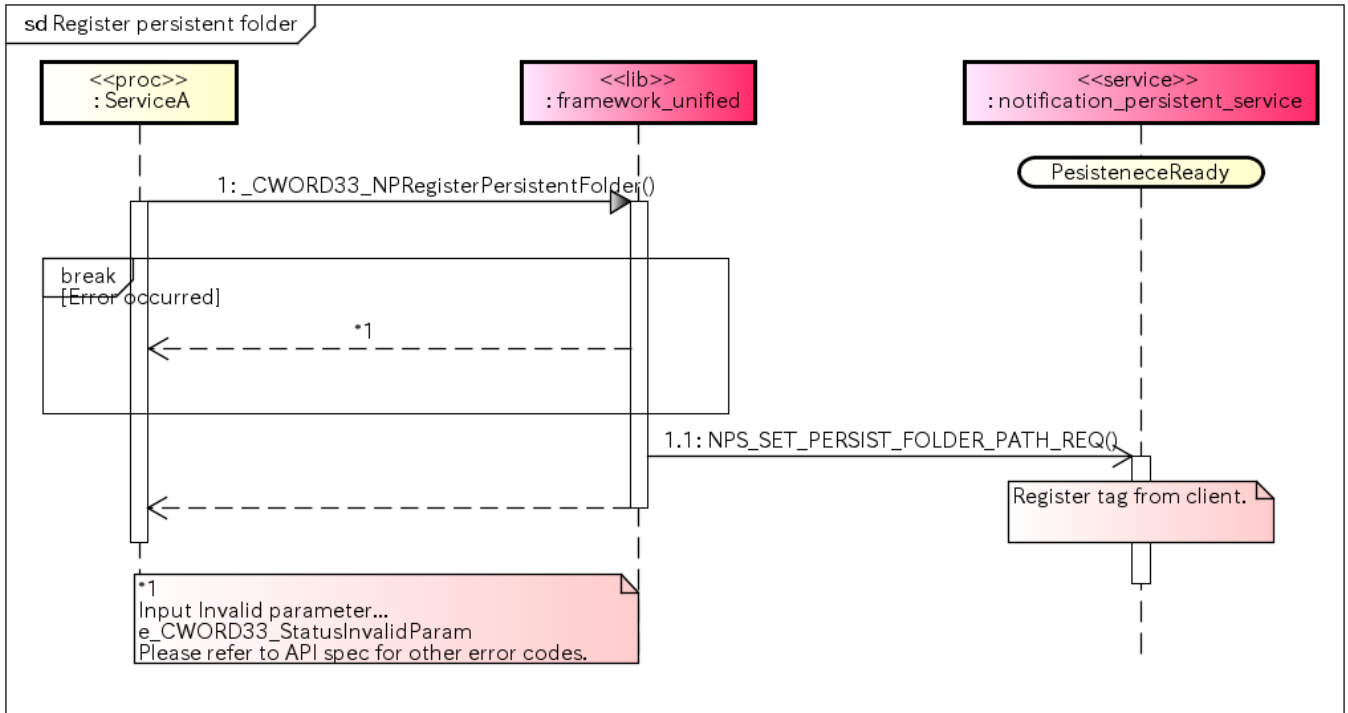 sd Register persistent folder
<<proc>>
: ServiceA
<<lib>>
: framework_unified
<<service>>
: notification_persistent_service
PesisteneceReady
1: _CWORD33_NPRegisterPersistentFolder()
break
[Error occurred]
*1
1.1: NPS_SET_PERSIST_FOLDER_PATH_REQ()
Register tag from client.
*1
Input Invalid parameter...
e_CWORD33_StatusInvalidParam
Please refer to API spec for other error codes.